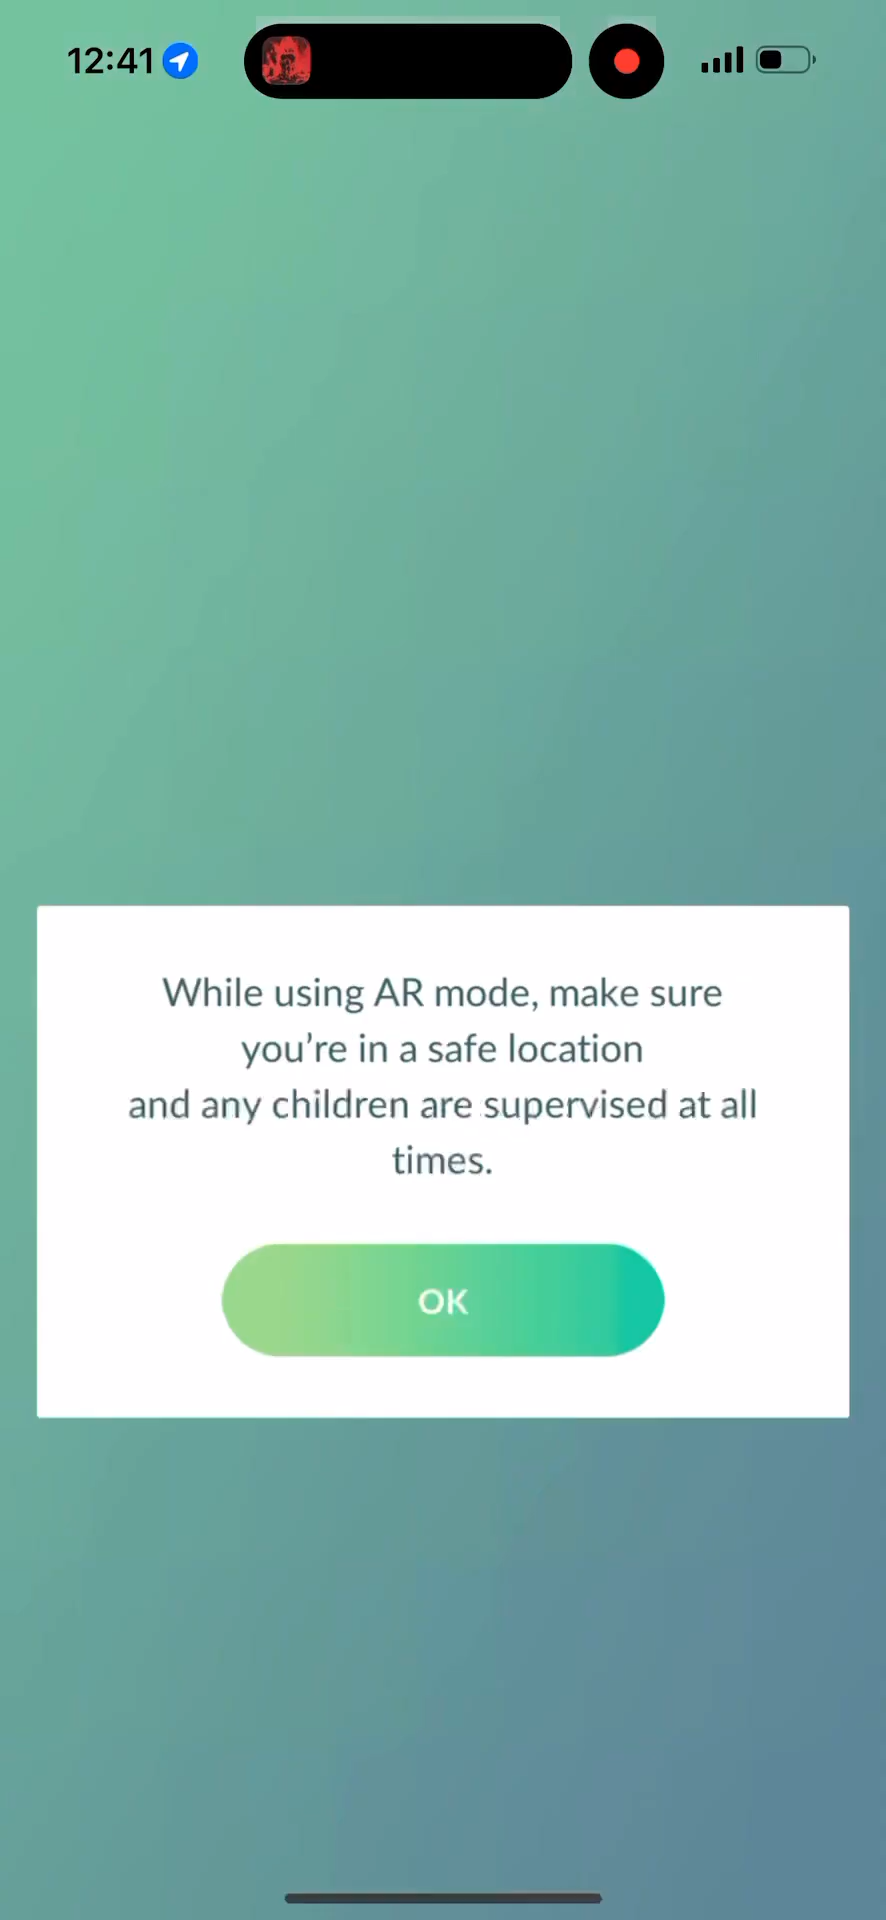 12:41
While using AR mode, make sure
you’re in a safe location
and any children are supervised at all
times.
OK